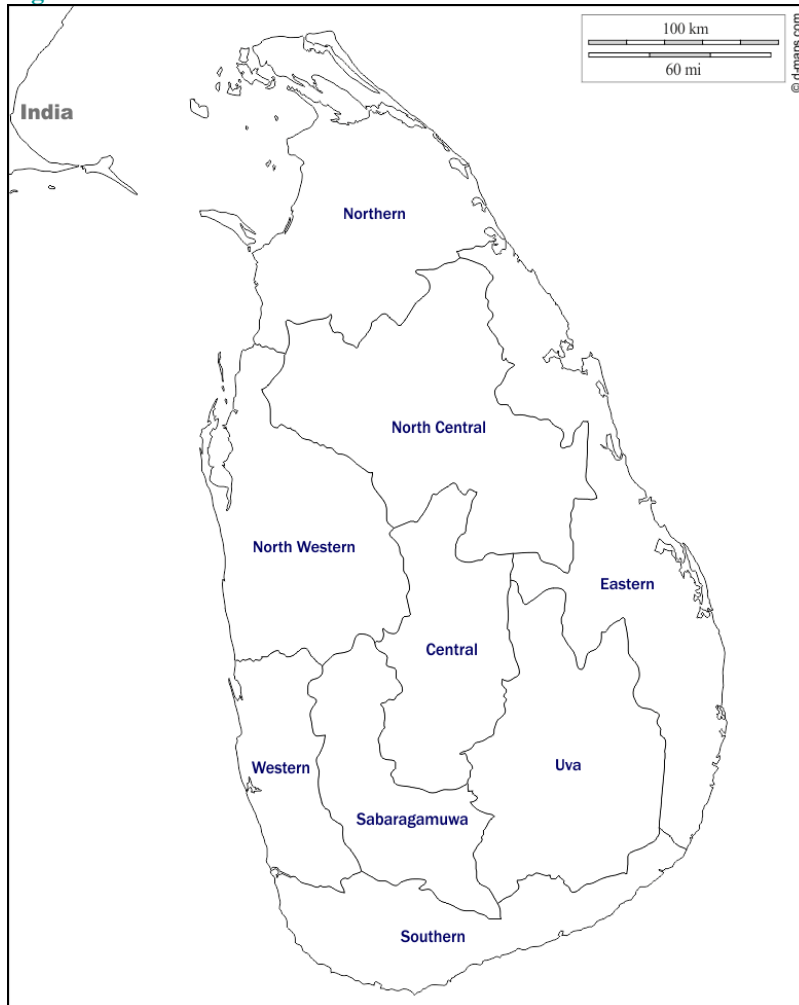 100 km
60 mi
© d-maps.com
India
Northern
North Central
North Western
Eastern
Central
Western
Uva
Sabaragamuwa
Southern